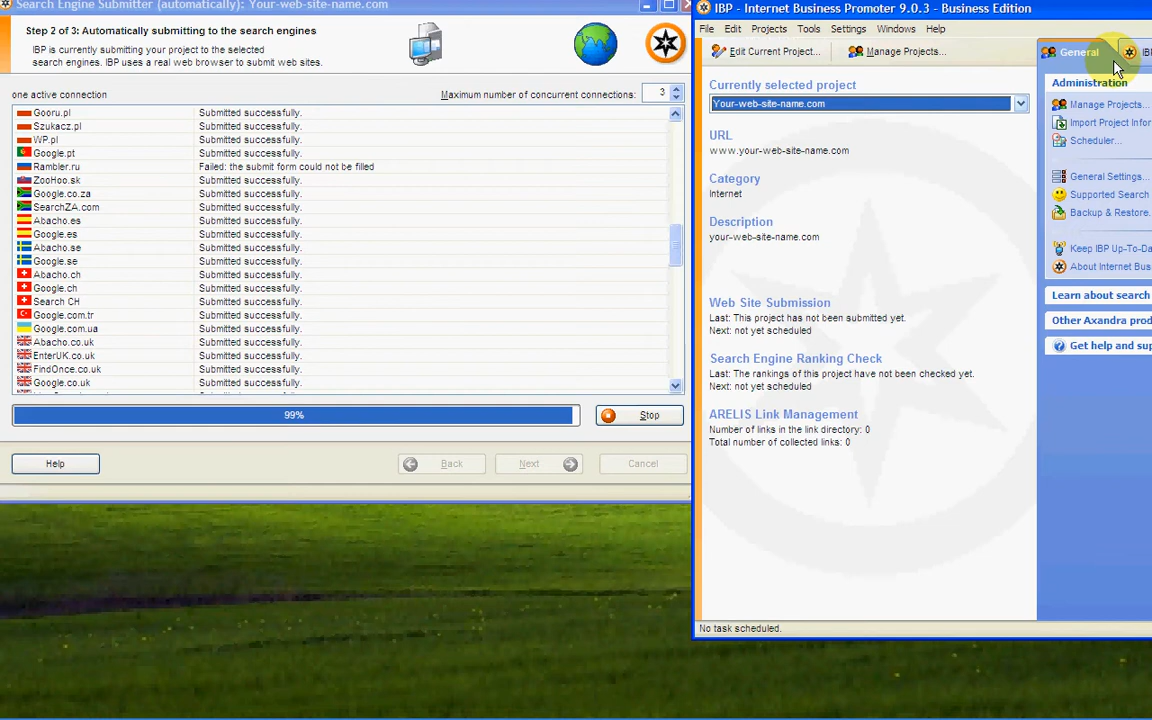 Search Engine Submitter (automatically): Your-web-site-name.com
Step 2 of 3: Automatically submitting to the search engines
IBP is currently submitting your project to the selected
search engines. IBP uses a real web browser to submit web sites.
one active connection
Maximum number of concurrent connections: 3
Gooru.pl Submitted successfully.
Szukacz.pl Submitted successfully.
WP.pl Submitted successfully.
Google.pt Submitted successfully.
Rambler.ru Failed: the submit form could not be filled
ZooHoo.sk Submitted successfully.
Google.co.za Submitted successfully.
SearchZA.com Submitted successfully.
Abacho.es Submitted successfully.
Google.es Submitted successfully.
Abacho.se Submitted successfully.
Google.se Submitted successfully.
Abacho.ch Submitted successfully.
Google.ch Submitted successfully.
Search CH Submitted successfully.
Google.com.tr Submitted successfully.
Google.com.ua Submitted successfully.
Abacho.co.uk Submitted successfully.
EnterUK.co.uk Submitted successfully.
FindOnce.co.uk Submitted successfully.
Google.co.uk Submitted successfully.
99%
Stop
Help
Back
Next
Cancel
IBP - Internet Business Promoter 9.0.3 - Business Edition
File Edit Projects Tools Settings Windows Help
Edit Current Project... Manage Projects...
Currently selected project
Your-web-site-name.com
URL
www.your-web-site-name.com
Category
Internet
Description
your-web-site-name.com
Web Site Submission
Last: This project has not been submitted yet.
Next: not yet scheduled
Search Engine Ranking Check
Last: The rankings of this project have not been checked yet.
Next: not yet scheduled
ARELIS Link Management
Number of links in the link directory: 0
Total number of collected links: 0
No task scheduled.
General IBP
Administration
Manage Projects...
Import Project Infor
Scheduler...
General Settings...
Supported Search
Backup & Restore.
Keep IBP Up-To-Da
About Internet Bus
Learn about search
Other Axandra prod
Get help and sup